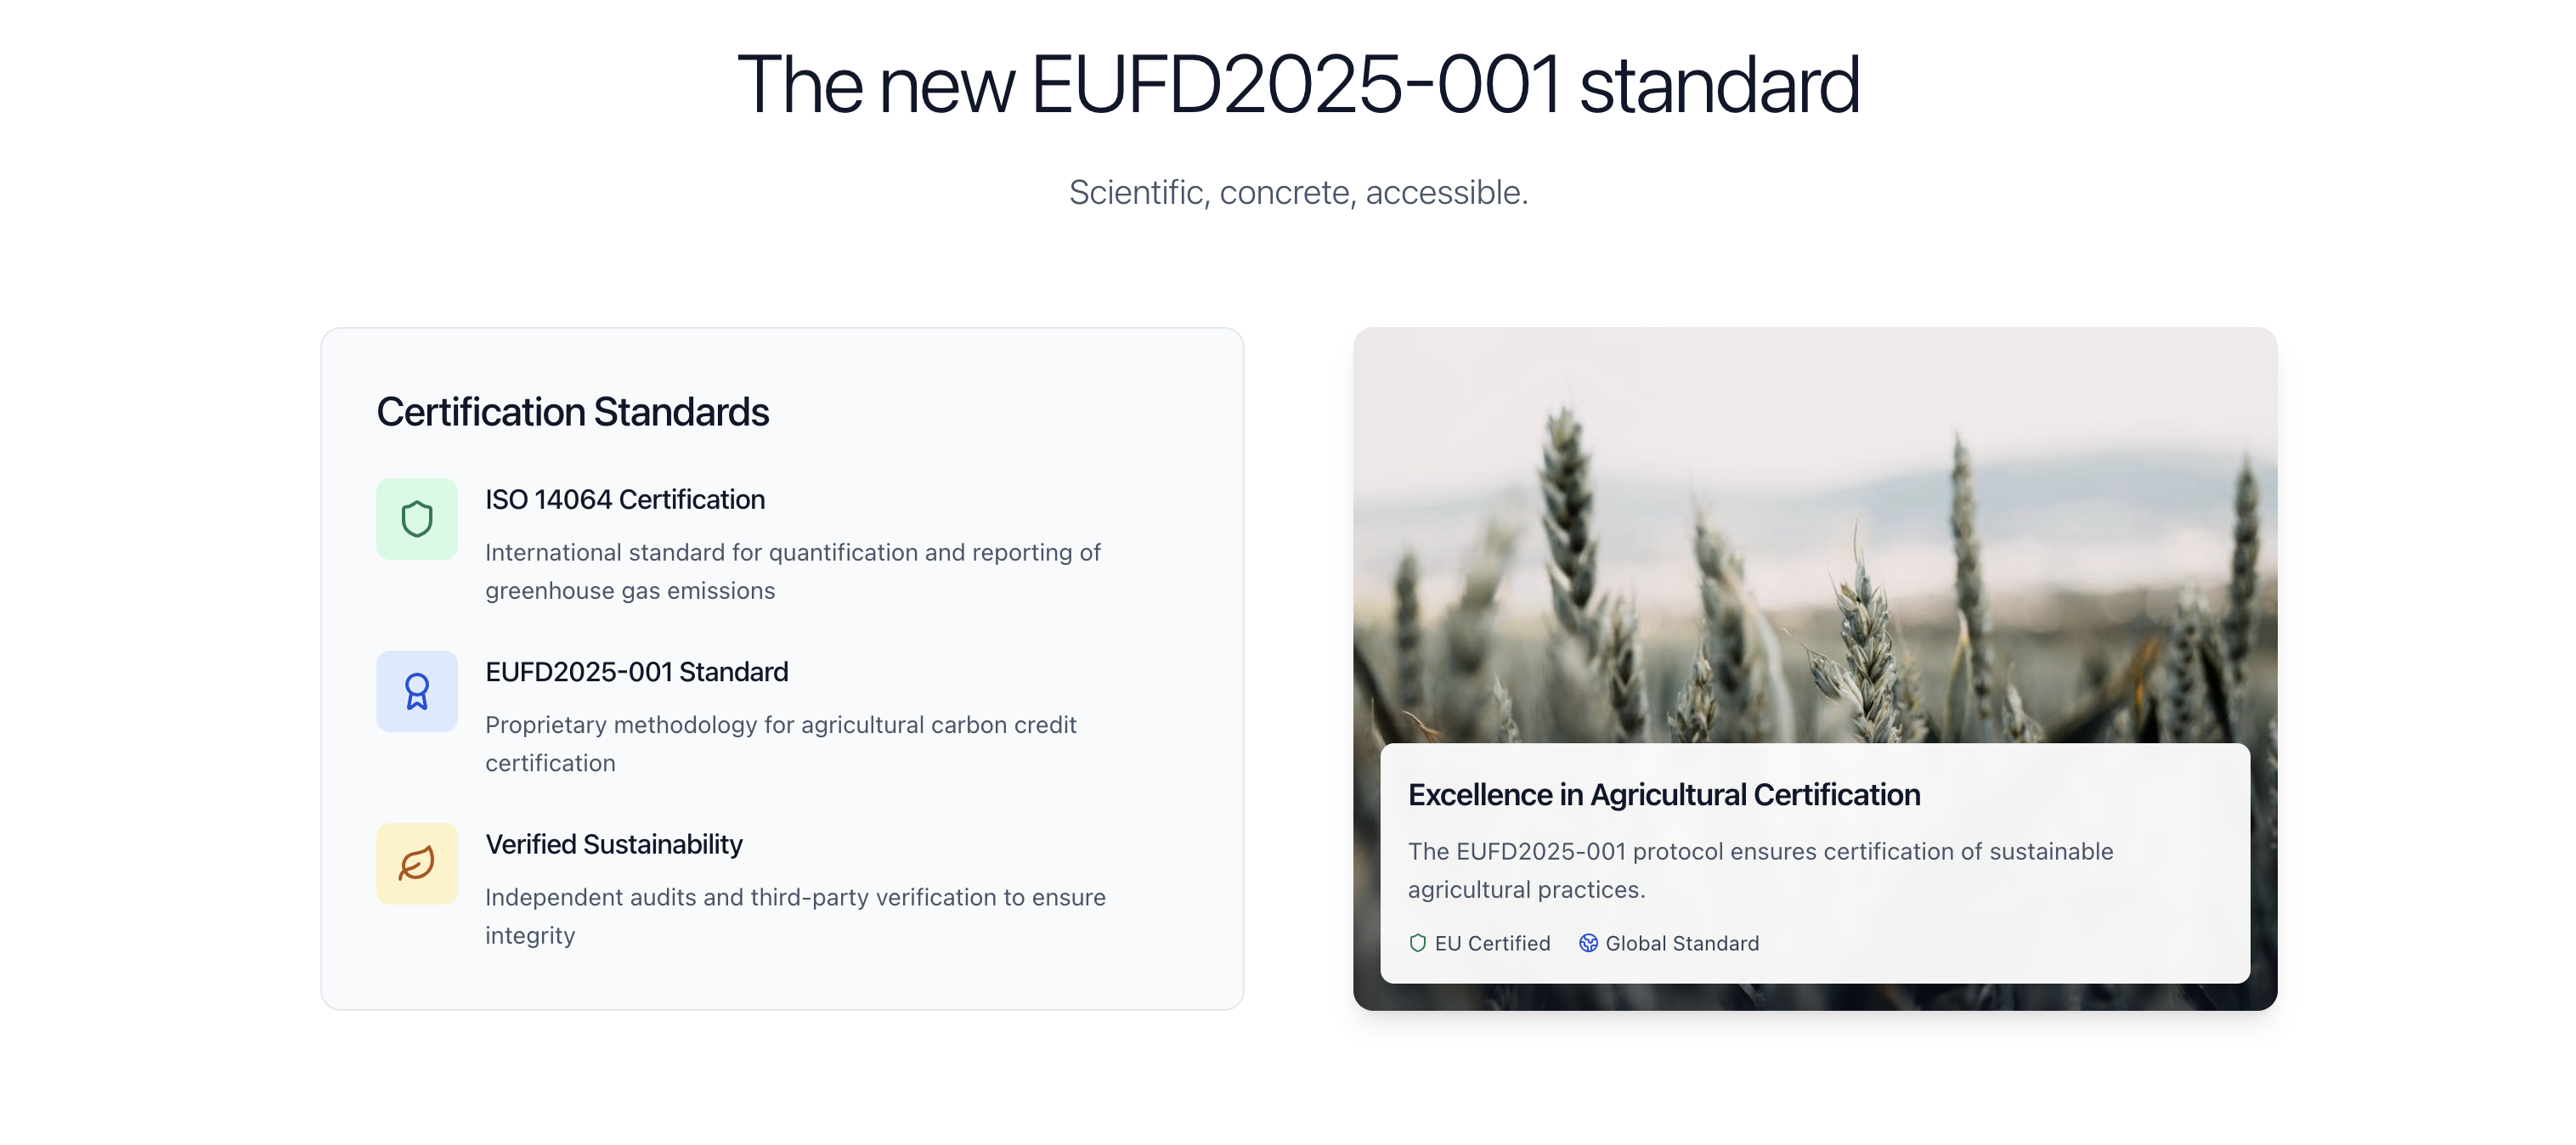 The new EUFD2025-001 standard
Scientific, concrete, accessible.
Certification Standards
ISO 14064 Certification
International standard for quantification and reporting of
greenhouse gas emissions
EUFD2025-001 Standard
Proprietary methodology for agricultural carbon credit
certification
Verified Sustainability
Independent audits and third-party verification to ensure
integrity
Excellence in Agricultural Certification
The EUFD2025-001 protocol ensures certification of sustainable
agricultural practices.
EU Certified Global Standard